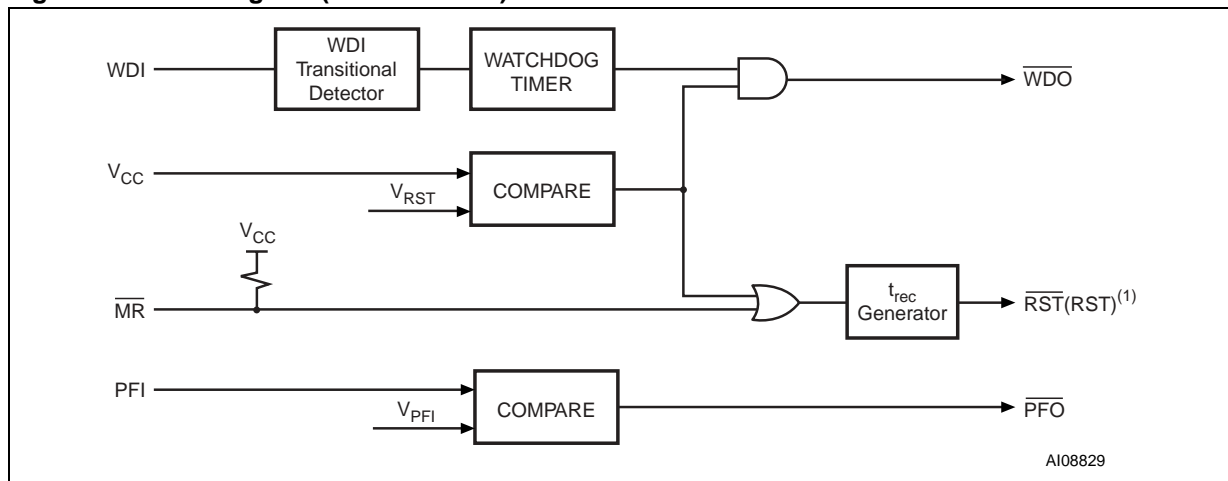 WDI
WDI
Transitional
Detector
WATCHDOG
TIMER
WDO
VCC
VRST
COMPARE
VCC
MR
trec
Generator
RST(RST)(1)
PFI
VPFI
COMPARE
PFO
AI08829